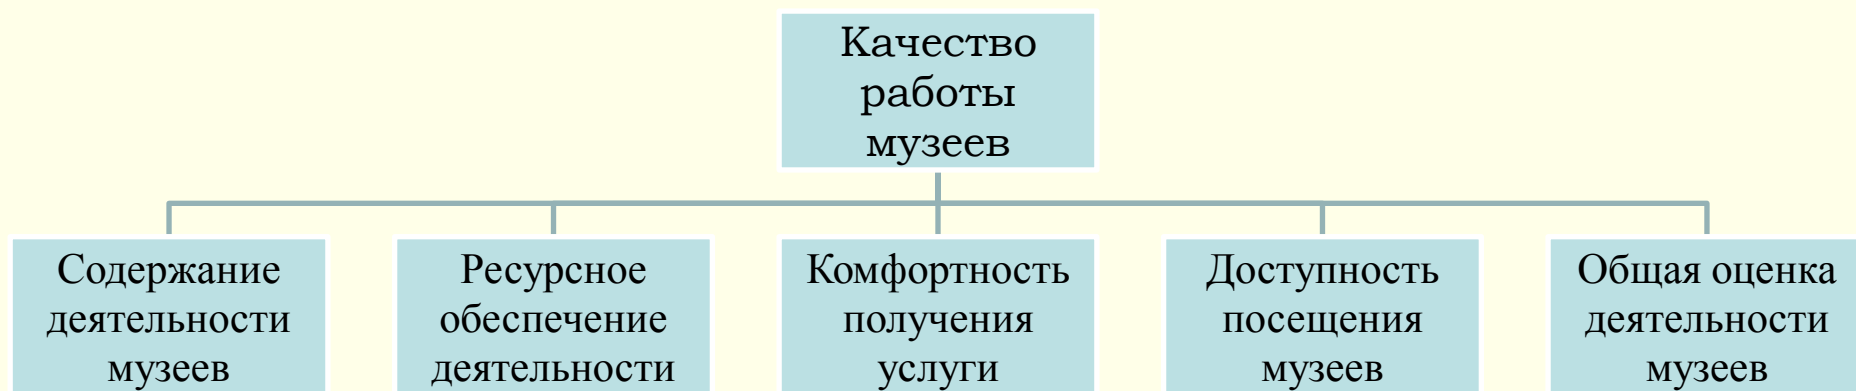 Качество
работы
музеев
Содержание
деятельности
музеев
Ресурсное
обеспечение
деятельности
Комфортность
получения
услуги
Доступность
посещения
музеев
Общая оценка
деятельности
музеев